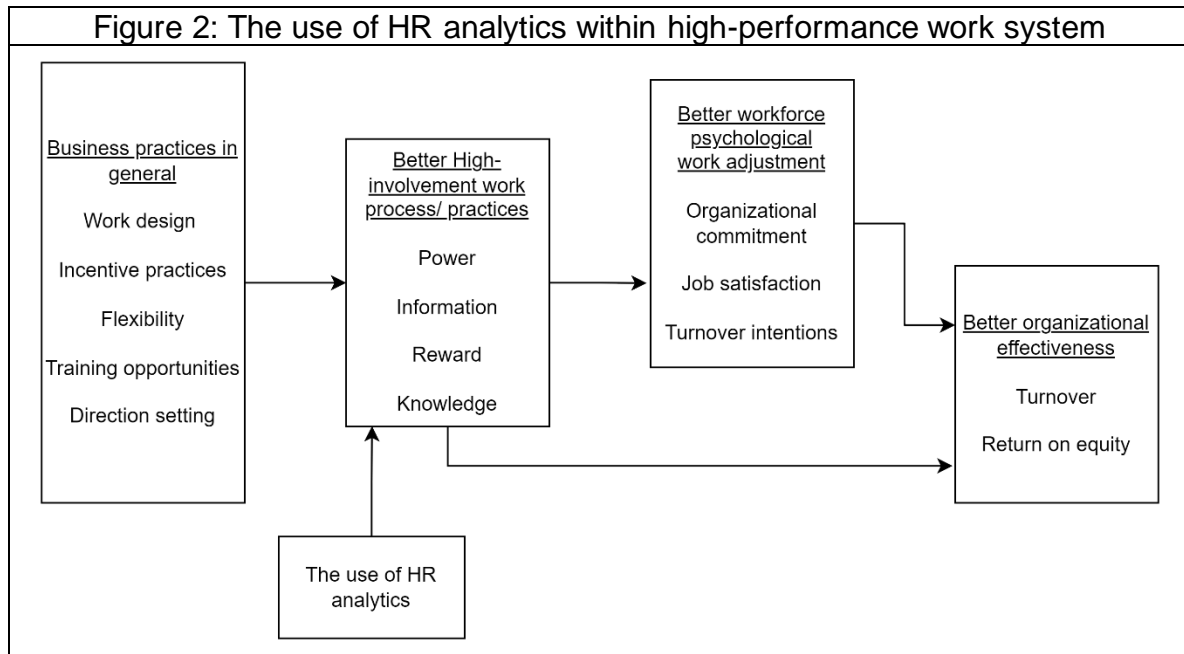 Figure 2: The use of HR analytics within high-performance work system
Business practices in
general
Work design
Incentive practices
Flexibility
Training opportunities
Direction setting
Better High-
involvement work
process/ practices
Power
Information
Reward
Knowledge
The use of HR
analytics
Better workforce
psychological
work adjustment
Organizational
commitment
Job satisfaction
Turnover intentions
Better organizational
effectiveness
Turnover
Return on equity